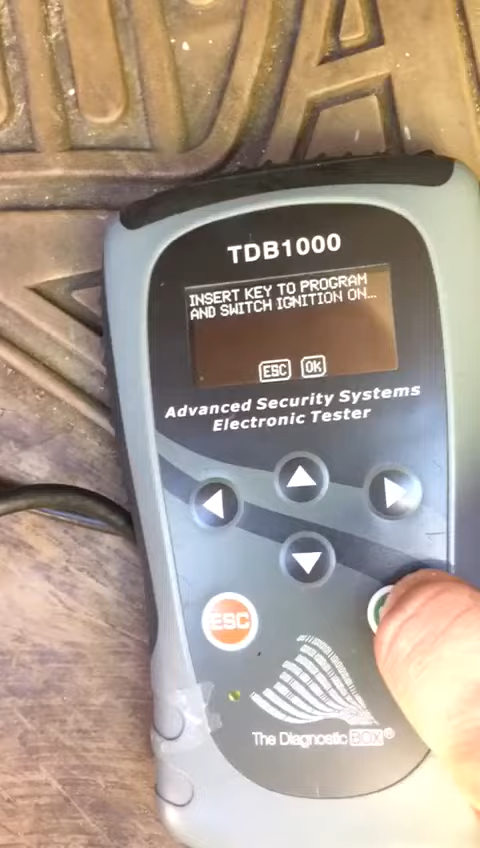 TDB1000
INSERT KEY TO PROGRAM
AND SWITCH IGNITION ON...
ESC OK
Advanced Security Systems
Electronic Tester
ESC
The Diagnostic BOX®